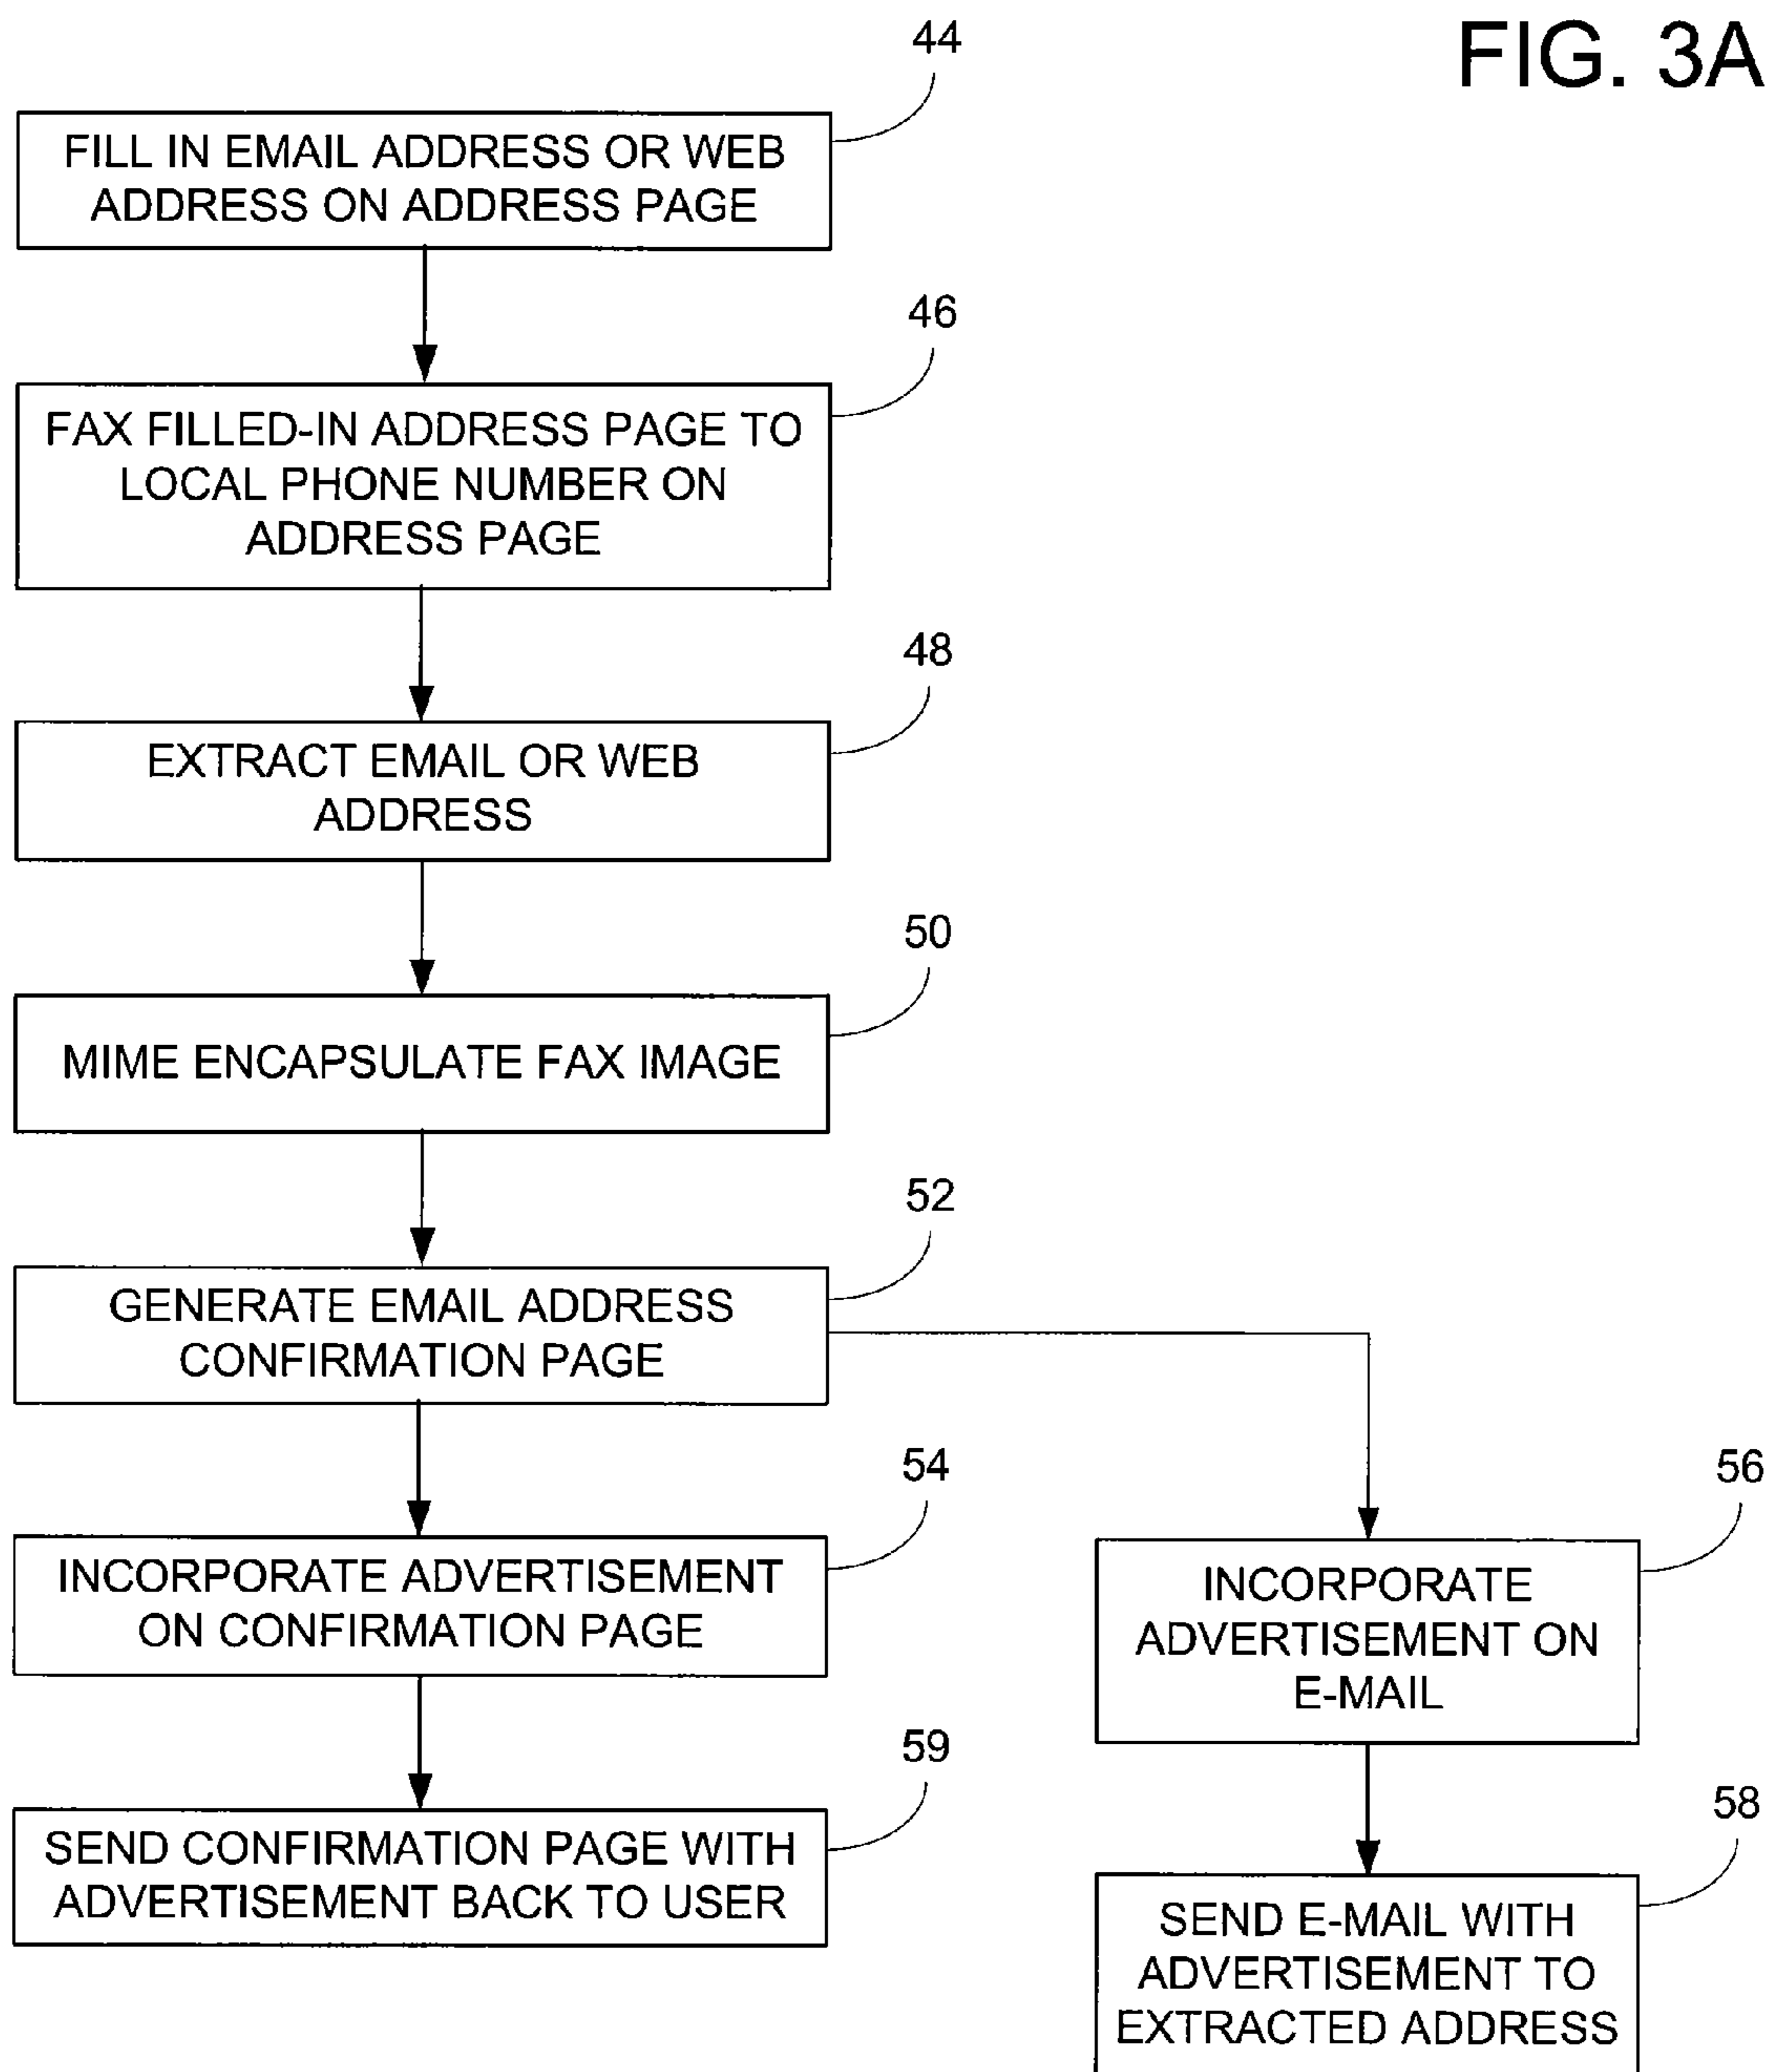 FIG. 3A
44
FILL IN EMAIL ADDRESS OR WEB
ADDRESS ON ADDRESS PAGE
46
FAX FILLED-IN ADDRESS PAGE TO
LOCAL PHONE NUMBER ON
ADDRESS PAGE
48
EXTRACT EMAIL OR WEB
ADDRESS
50
MIME ENCAPSULATE FAX IMAGE
52
GENERATE EMAIL ADDRESS
CONFIRMATION PAGE
54
INCORPORATE ADVERTISEMENT
ON CONFIRMATION PAGE
59
SEND CONFIRMATION PAGE WITH
ADVERTISEMENT BACK TO USER
56
INCORPORATE
ADVERTISEMENT ON
E-MAIL
58
SEND E-MAIL WITH
ADVERTISEMENT TO
EXTRACTED ADDRESS